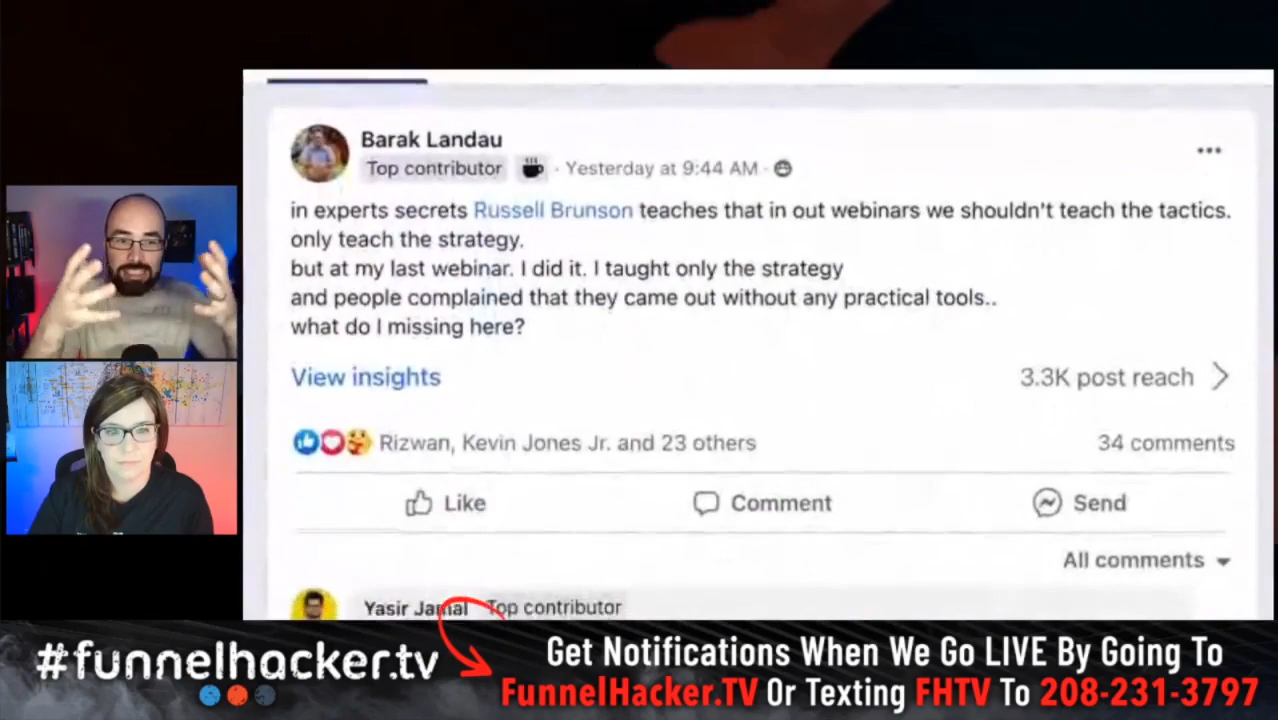 Barak Landau
Top contributor · Yesterday at 9:44 AM ·
in experts secrets Russell Brunson teaches that in out webinars we shouldn't teach the tactics.
only teach the strategy.
but at my last webinar. I did it. I taught only the strategy
and people complained that they came out without any practical tools..
what do I missing here?
View insights
3.3K post reach
Rizwan, Kevin Jones Jr. and 23 others
34 comments
Like
Comment
Send
All comments
Yasir Jamal Top contributor
#funnelhacker.tv
Get Notifications When We Go LIVE By Going To
FunnelHacker.TV Or Texting FHTV To 208-231-3797